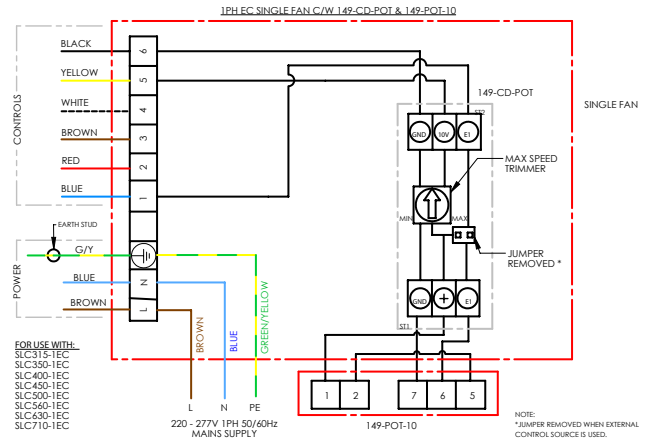 1PH EC SINGLE FAN C/W 149-CD-POT & 149-POT-10
CONTROLS
BLACK
YELLOW
WHITE
BROWN
RED
BLUE
6
5
4
3
2
1
EARTH STUD
POWER
G/Y
BLUE
BROWN
N
L
BROWN
BLUE
GREEN/YELLOW
L
N
PE
220 - 277V 1PH 50/60Hz
MAINS SUPPLY
FOR USE WITH:
SLC315-1EC
SLC350-1EC
SLC400-1EC
SLC450-1EC
SLC500-1EC
SLC560-1EC
SLC630-1EC
SLC710-1EC
149-CD-POT
SINGLE FAN
ST2
GND
10V
E1
MAX SPEED
TRIMMER
MIN
MAX
JUMPER
REMOVED *
GND
+
E1
ST1
1
2
7
6
5
149-POT-10
NOTE:
*JUMPER REMOVED WHEN EXTERNAL
CONTROL SOURCE IS USED.